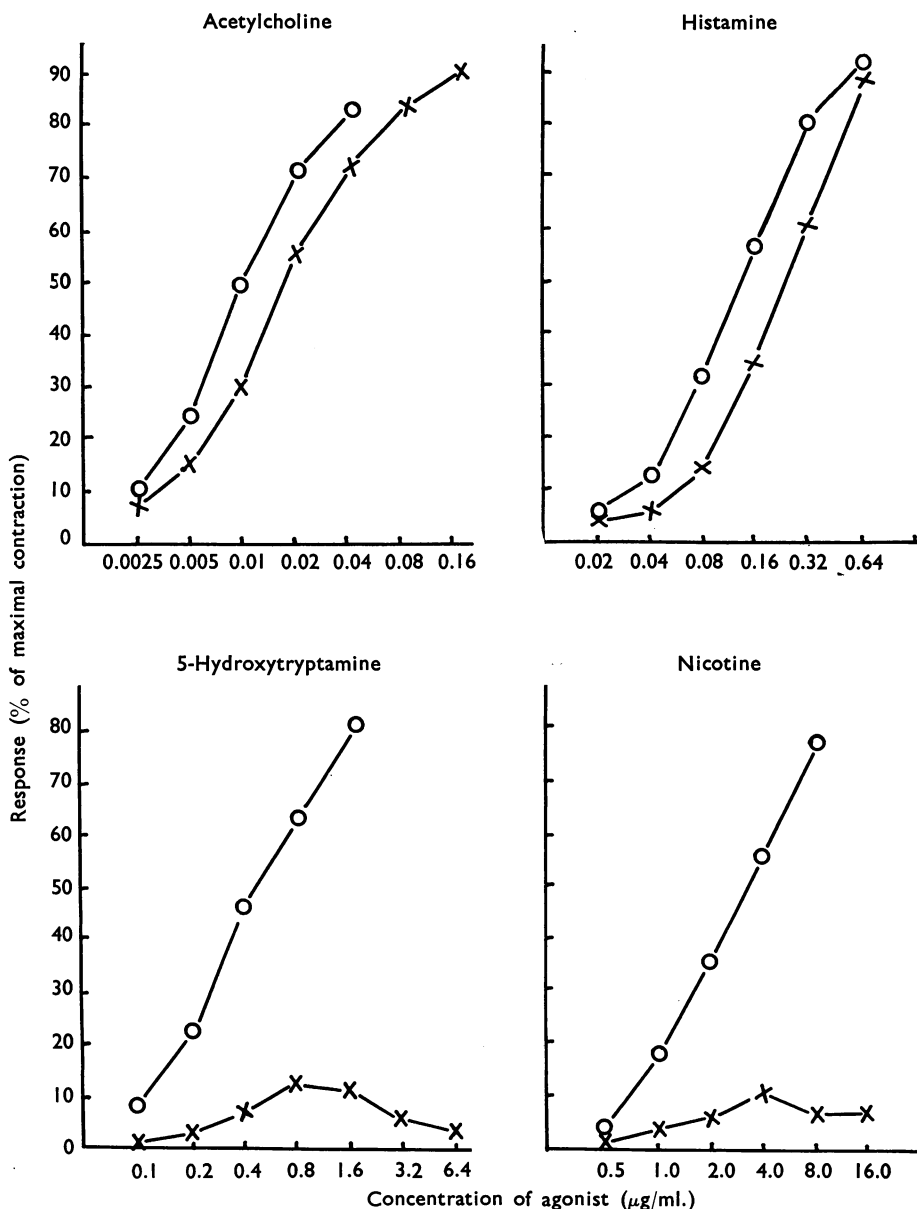 Acetylcholine
Histamine
90
80
70
60
50
40
30
20
10
0
0.0025 0.005 0.01 0.02 0.04 0.08 0.16
0.02 0.04 0.08 0.16 0.32 0.64
Response (% of maximal contraction)
5-Hydroxytryptamine
Nicotine
80
70
60
50
40
30
20
10
0
0.1 0.2 0.4 0.8 1.6 3.2 6.4
0.5 1.0 2.0 4.0 8.0 16.0
Concentration of agonist (μg/ml.)